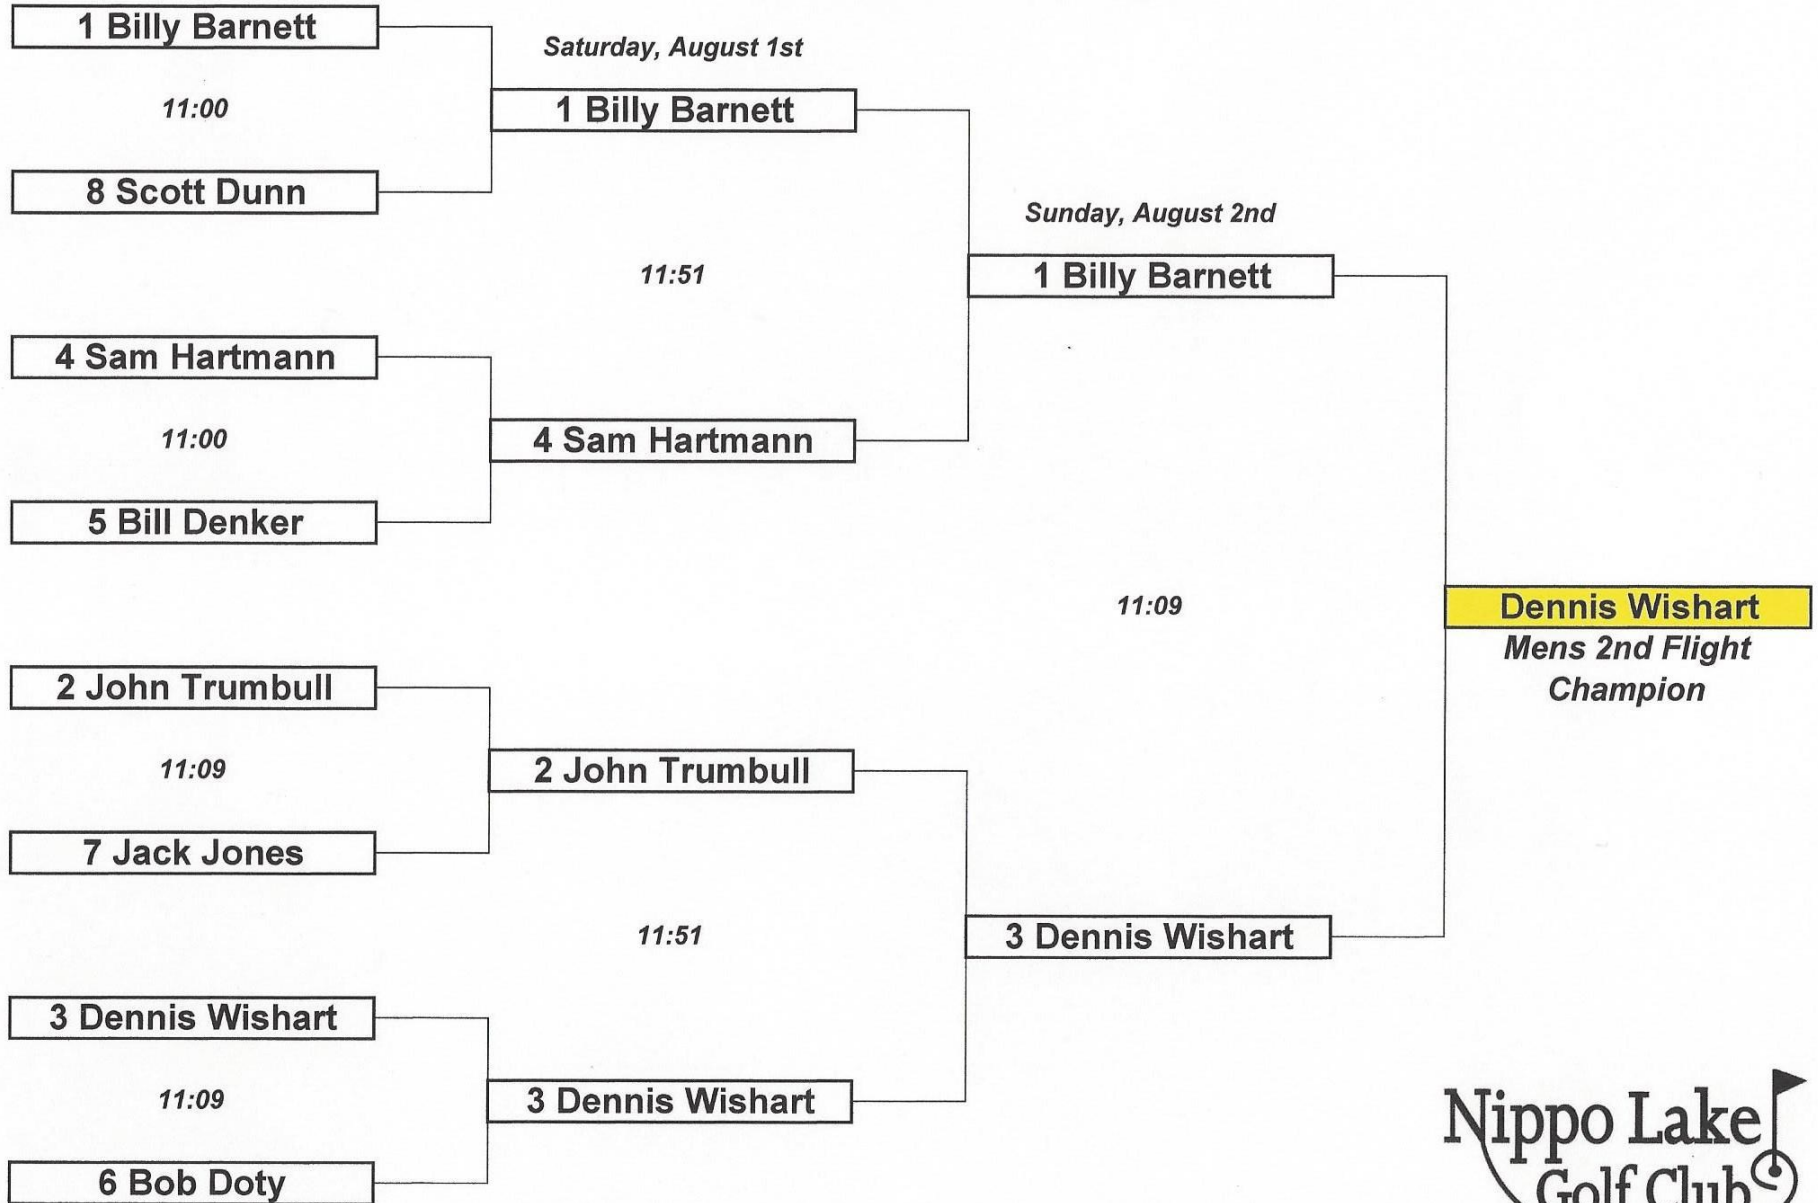 1 Billy Barnett
11:00
8 Scott Dunn
4 Sam Hartmann
11:00
5 Bill Denker
2 John Trumbull
11:09
7 Jack Jones
3 Dennis Wishart
11:09
6 Bob Doty
Saturday, August 1st
1 Billy Barnett
11:51
4 Sam Hartmann
2 John Trumbull
11:51
3 Dennis Wishart
Sunday, August 2nd
1 Billy Barnett
11:09
3 Dennis Wishart
Dennis Wishart
Mens 2nd Flight
Champion
Nippo Lake
Golf Club